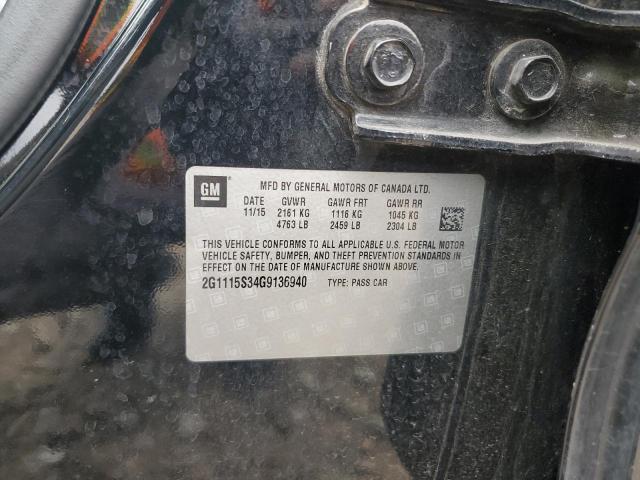 GM
MFD BY GENERAL MOTORS OF CANADA LTD.
DATE GVWR GAWR FRT GAWR RR
11/15 2161 KG 1116 KG 1045 KG
4763 LB 2459 LB 2304 LB
THIS VEHICLE CONFORMS TO ALL APPLICABLE U.S. FEDERAL MOTOR
VEHICLE SAFETY, BUMPER, AND THEFT PREVENTION STANDARDS IN
EFFECT ON THE DATE OF MANUFACTURE SHOWN ABOVE.
2G1115S34G9136940 TYPE: PASS CAR